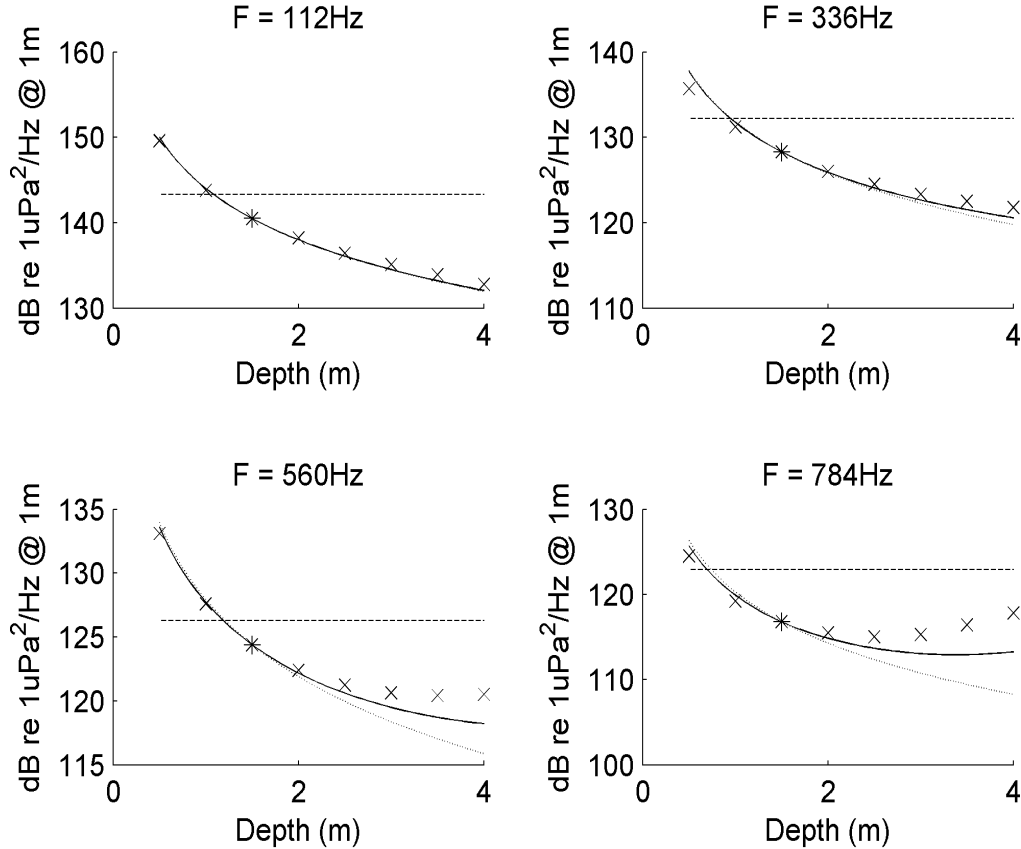 F = 112Hz
dB re 1uPa²/Hz @ 1m
160
150
140
130
0
2
4
Depth (m)
F = 336Hz
dB re 1uPa²/Hz @ 1m
140
130
120
110
0
2
4
Depth (m)
F = 560Hz
dB re 1uPa²/Hz @ 1m
135
130
125
120
115
0
2
4
Depth (m)
F = 784Hz
dB re 1uPa²/Hz @ 1m
130
120
110
100
0
2
4
Depth (m)